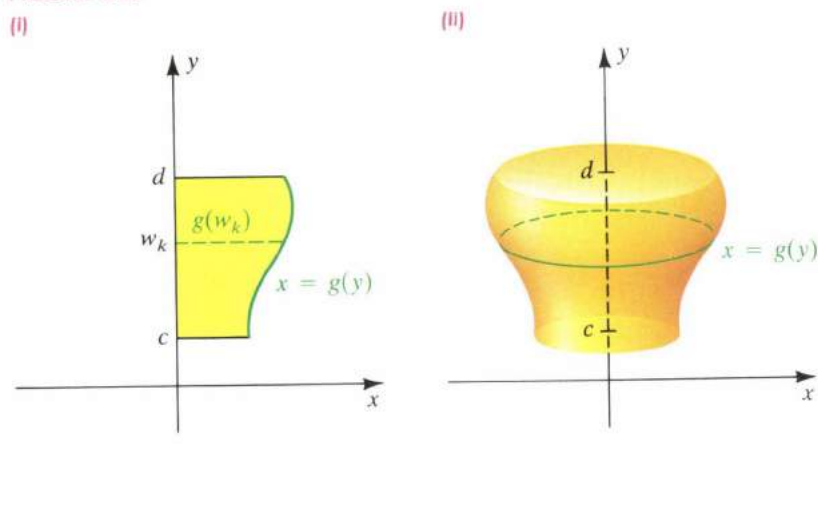 (i)
y
d
g(w_k)
w_k
x = g(y)
c
x
(ii)
y
d
x = g(y)
c
x